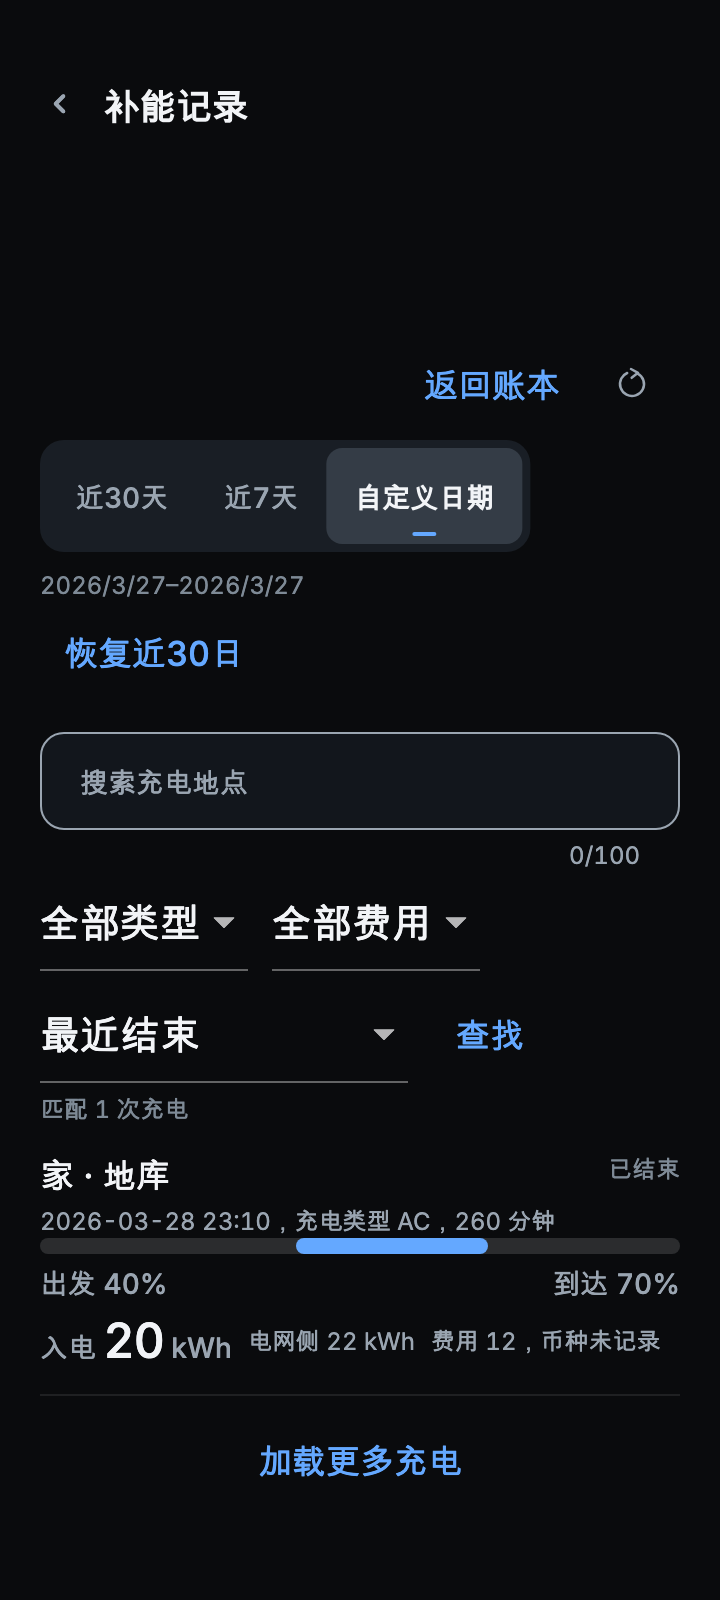 补能记录
返回账本
近30天 近7天 自定义日期
2026/3/27–2026/3/27
恢复近30日
搜索充电地点
0/100
全部类型 全部费用
最近结束 查找
匹配 1 次充电
家 · 地库 已结束
2026-03-28 23:10，充电类型 AC，260 分钟
出发 40% 到达 70%
入电 20 kWh 电网侧 22 kWh 费用 12，币种未记录
加载更多充电